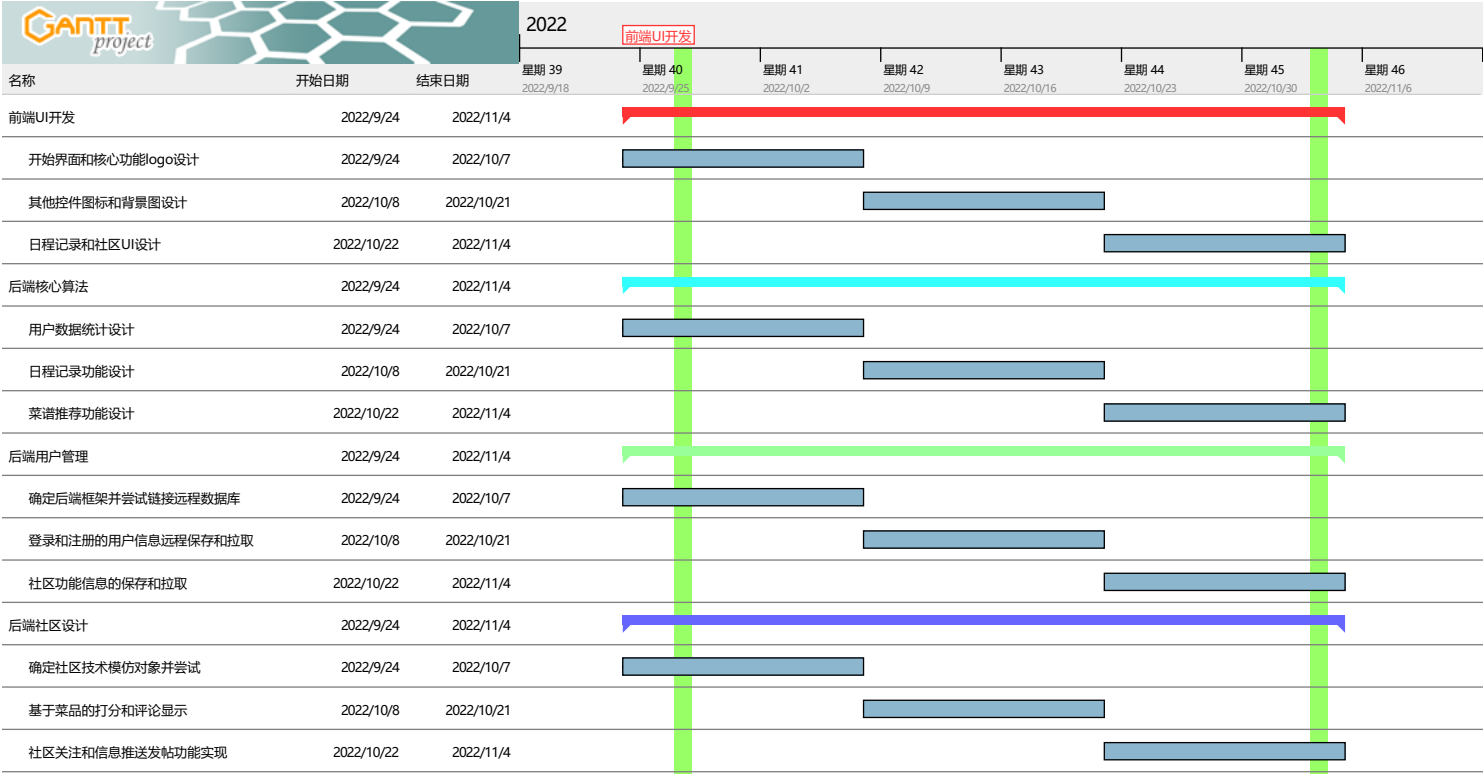 GANTT
project
2022
前端UI开发
名称 开始日期 结束日期
星期 39 星期 40 星期 41 星期 42 星期 43 星期 44 星期 45 星期 46
2022/9/18 2022/9/25 2022/10/2 2022/10/9 2022/10/16 2022/10/23 2022/10/30 2022/11/6
前端UI开发 2022/9/24 2022/11/4
开始界面和核心功能logo设计 2022/9/24 2022/10/7
其他控件图标和背景图设计 2022/10/8 2022/10/21
日程记录和社区UI设计 2022/10/22 2022/11/4
后端核心算法 2022/9/24 2022/11/4
用户数据统计设计 2022/9/24 2022/10/7
日程记录功能设计 2022/10/8 2022/10/21
菜谱推荐功能设计 2022/10/22 2022/11/4
后端用户管理 2022/9/24 2022/11/4
确定后端框架并尝试链接远程数据库 2022/9/24 2022/10/7
登录和注册的用户信息远程保存和拉取 2022/10/8 2022/10/21
社区功能信息的保存和拉取 2022/10/22 2022/11/4
后端社区设计 2022/9/24 2022/11/4
确定社区技术模仿对象并尝试 2022/9/24 2022/10/7
基于菜品的打分和评论显示 2022/10/8 2022/10/21
社区关注和信息推送发帖功能实现 2022/10/22 2022/11/4